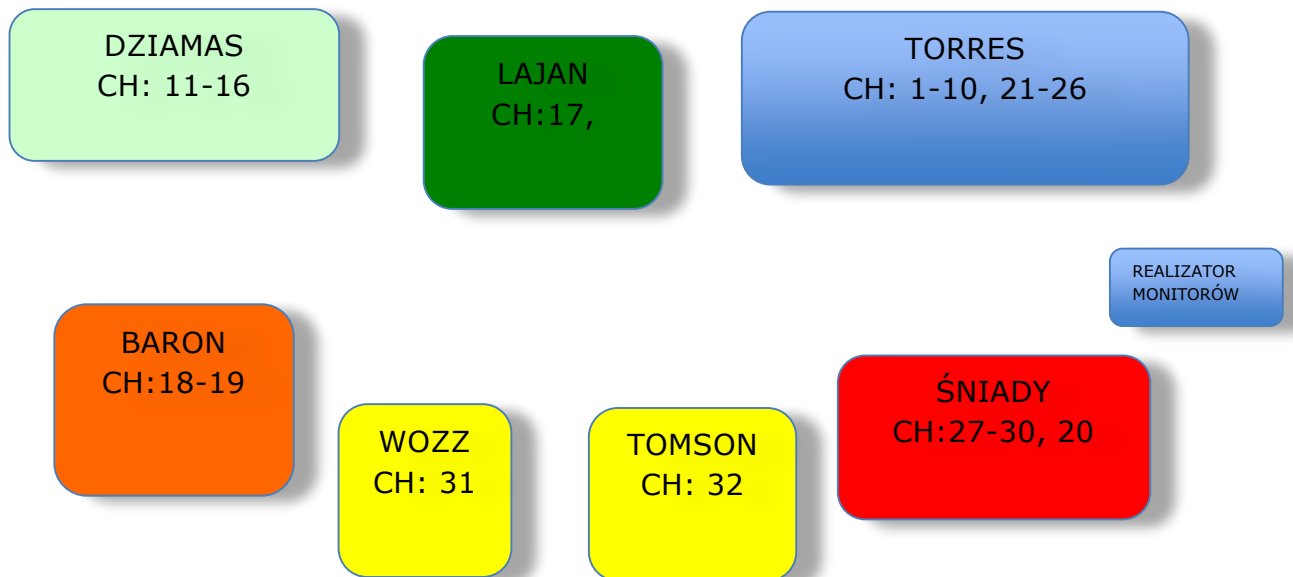 DZIAMAS
CH: 11-16
LAJAN
CH:17,
TORRES
CH: 1-10, 21-26
REALIZATOR
MONITORÓW
BARON
CH:18-19
WOZZ
CH: 31
TOMSON
CH: 32
ŚNIADY
CH:27-30, 20